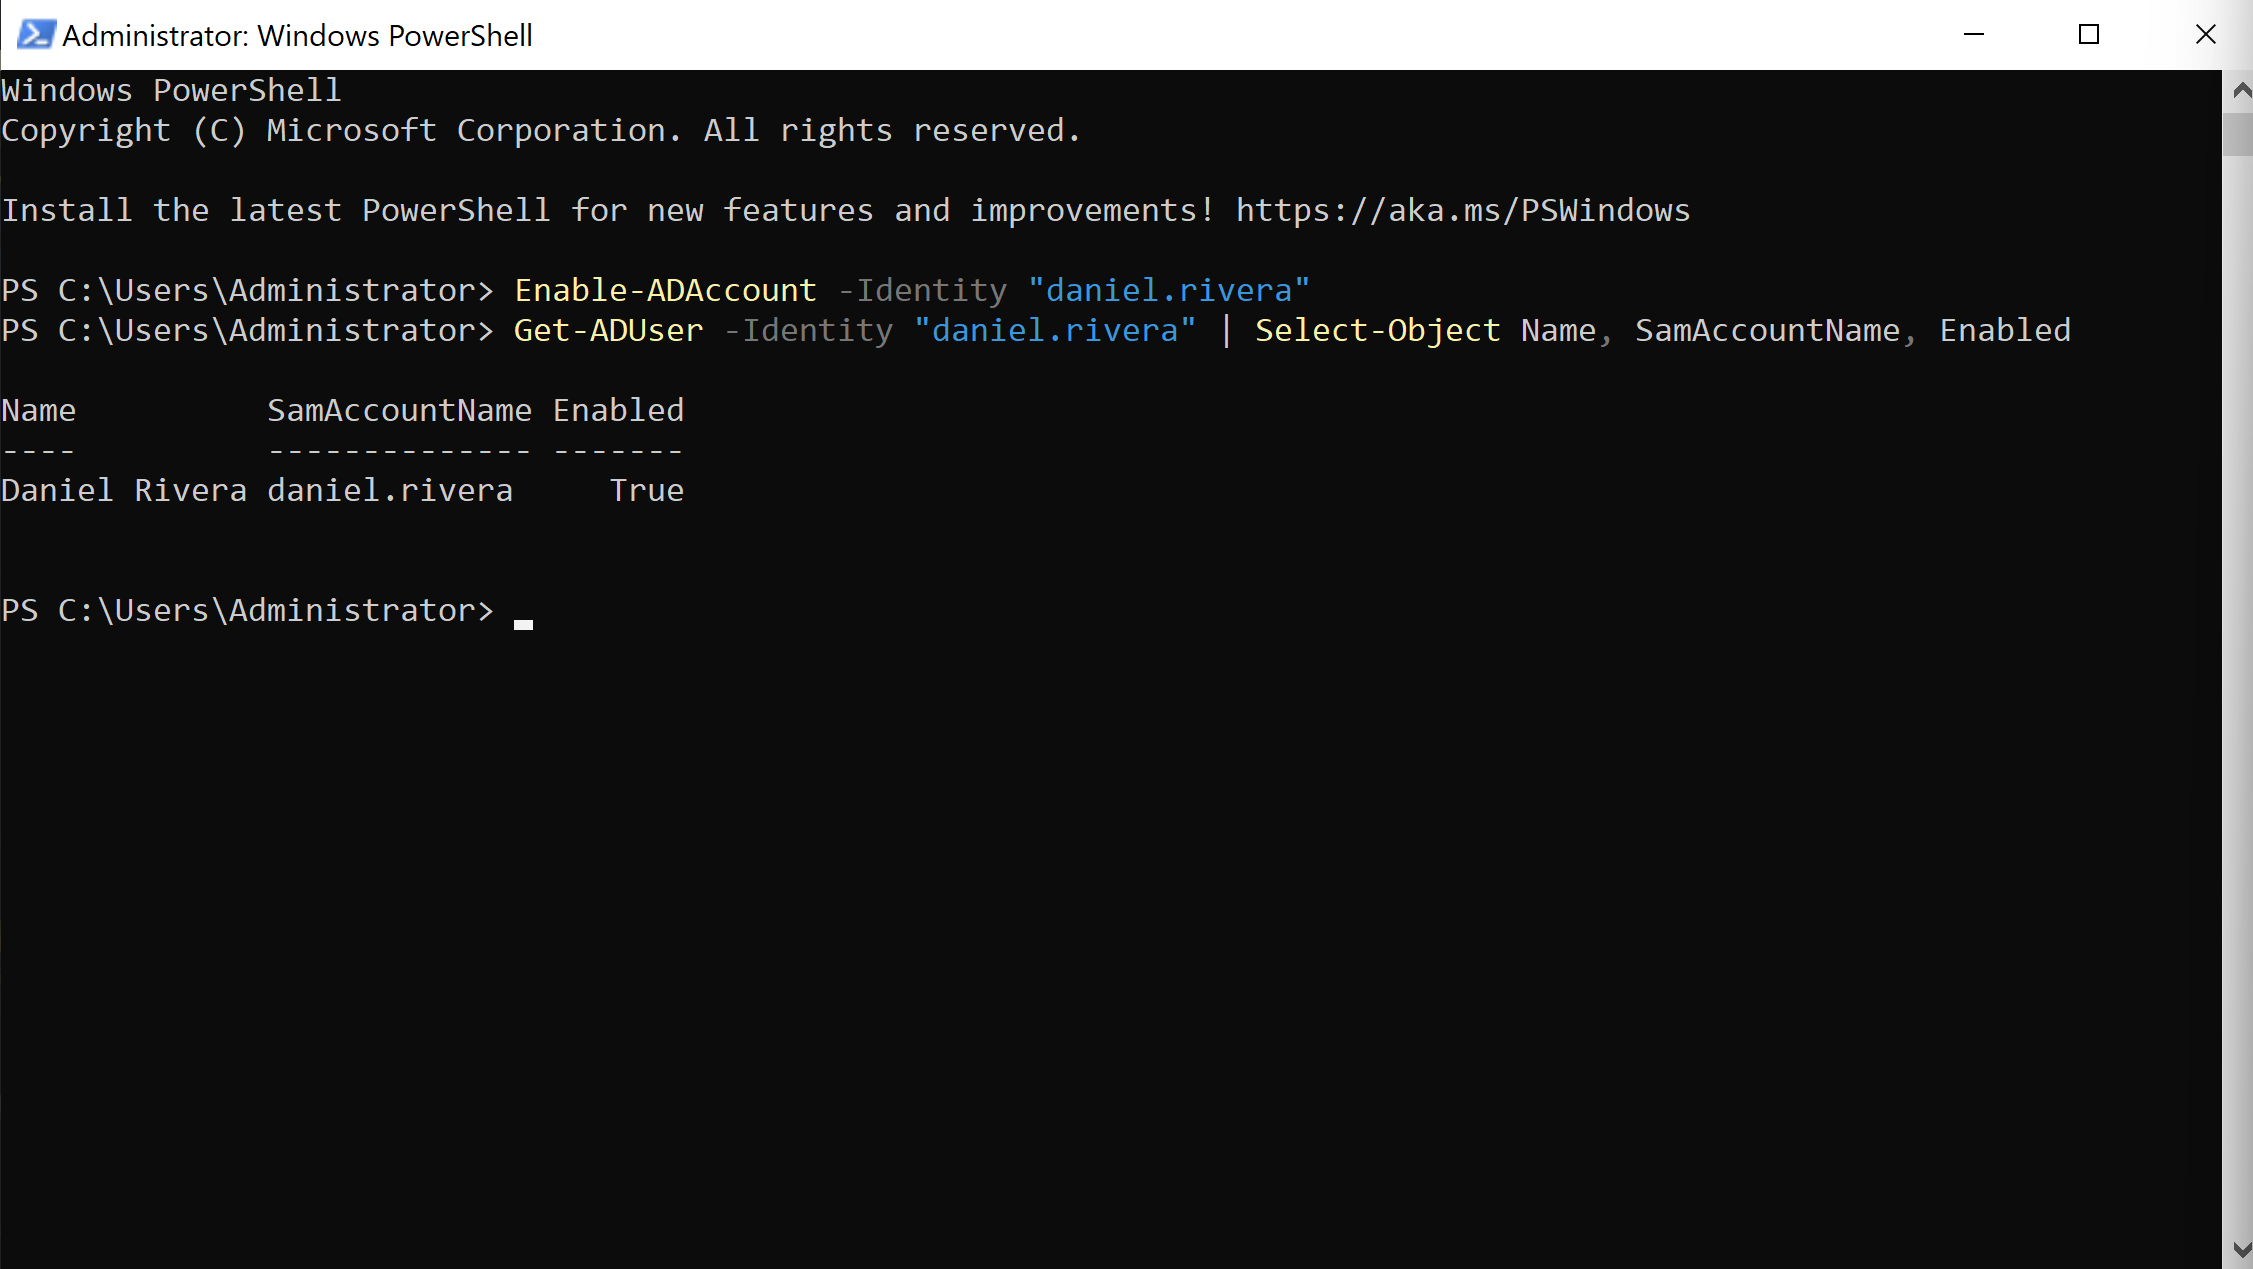 Administrator: Windows PowerShell
Windows PowerShell
Copyright (C) Microsoft Corporation. All rights reserved.
Install the latest PowerShell for new features and improvements! https://aka.ms/PSWindows
PS C:\Users\Administrator> Enable-ADAccount -Identity "daniel.rivera"
PS C:\Users\Administrator> Get-ADUser -Identity "daniel.rivera" | Select-Object Name, SamAccountName, Enabled
Name          SamAccountName Enabled
----          -------------- -------
Daniel Rivera daniel.rivera     True
PS C:\Users\Administrator>